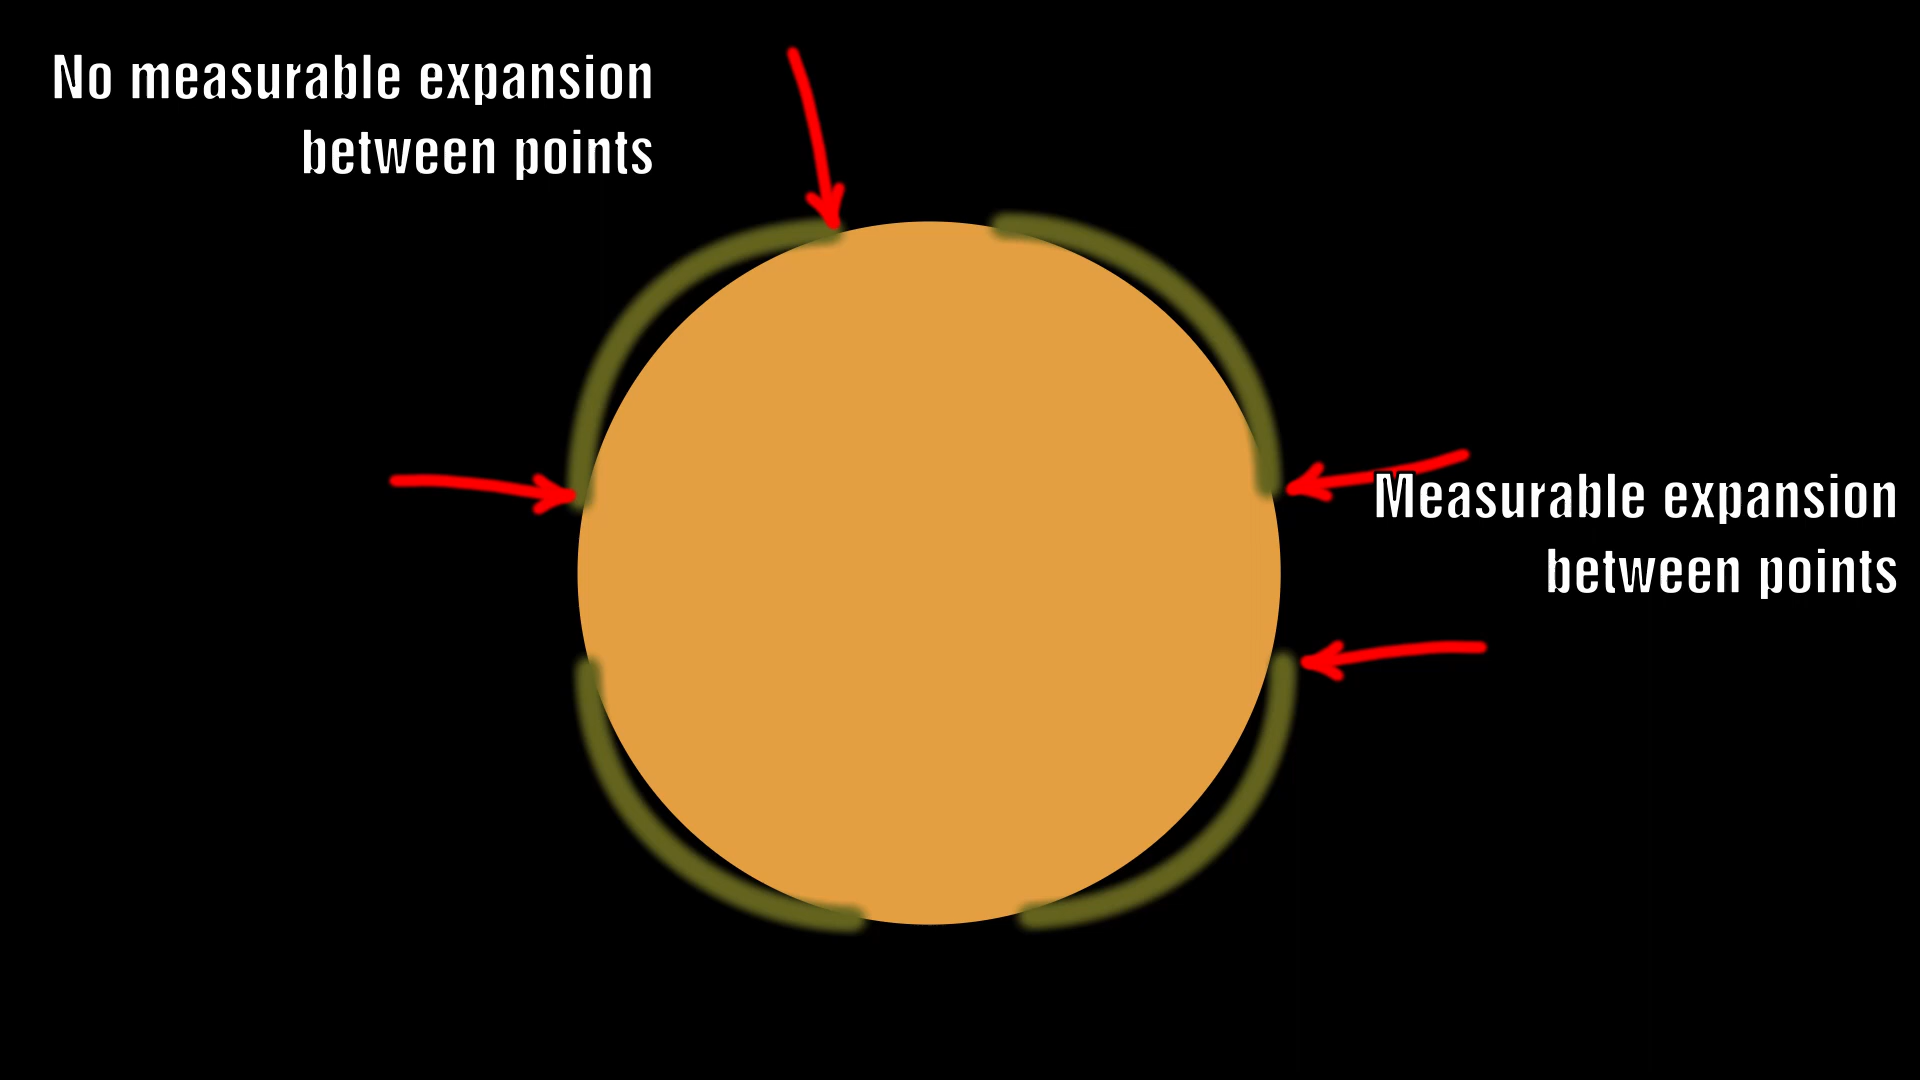 No measurable expansion
between points
Measurable expansion
between points